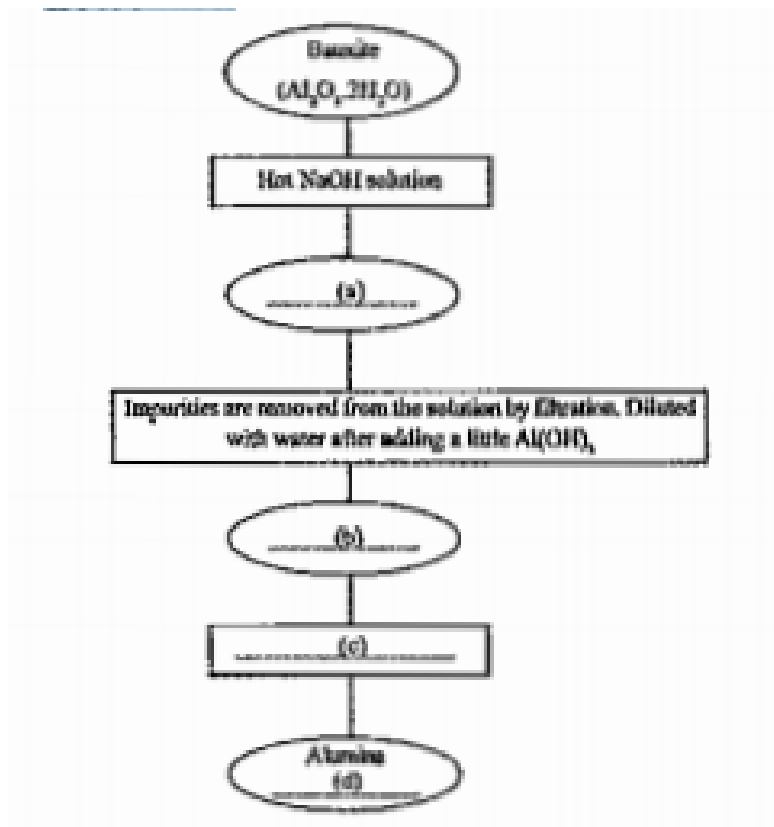 Bauxite
(Al₂O₃.2H₂O)
Hot NaOH solution
(a)
Impurities are removed from the solution by filtration. Diluted
with water after adding a little Al(OH)₃
(b)
(c)
Alumina
(d)